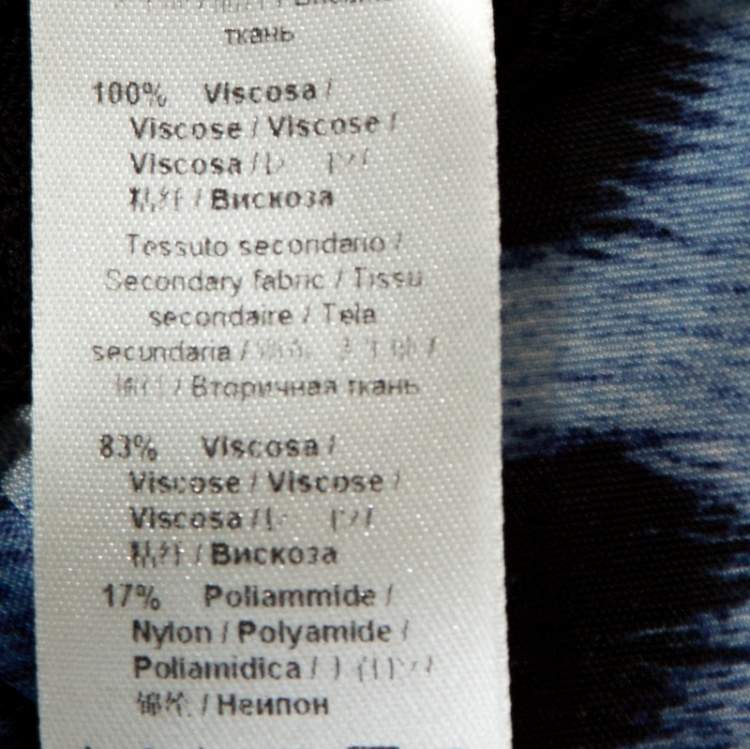 ткань
100% Viscosa /
Viscose / Viscose /
Viscosa /
/ Вискоза
Tessuto secondario /
Secondary fabric / Tissu
secondaire / Tela
secundaria /
/ Вторичная ткань
83% Viscosa /
Viscose / Viscose /
Viscosa /
/ Вискоза
17% Poliammide /
Nylon / Polyamide /
Poliamidica /
/ Неипон